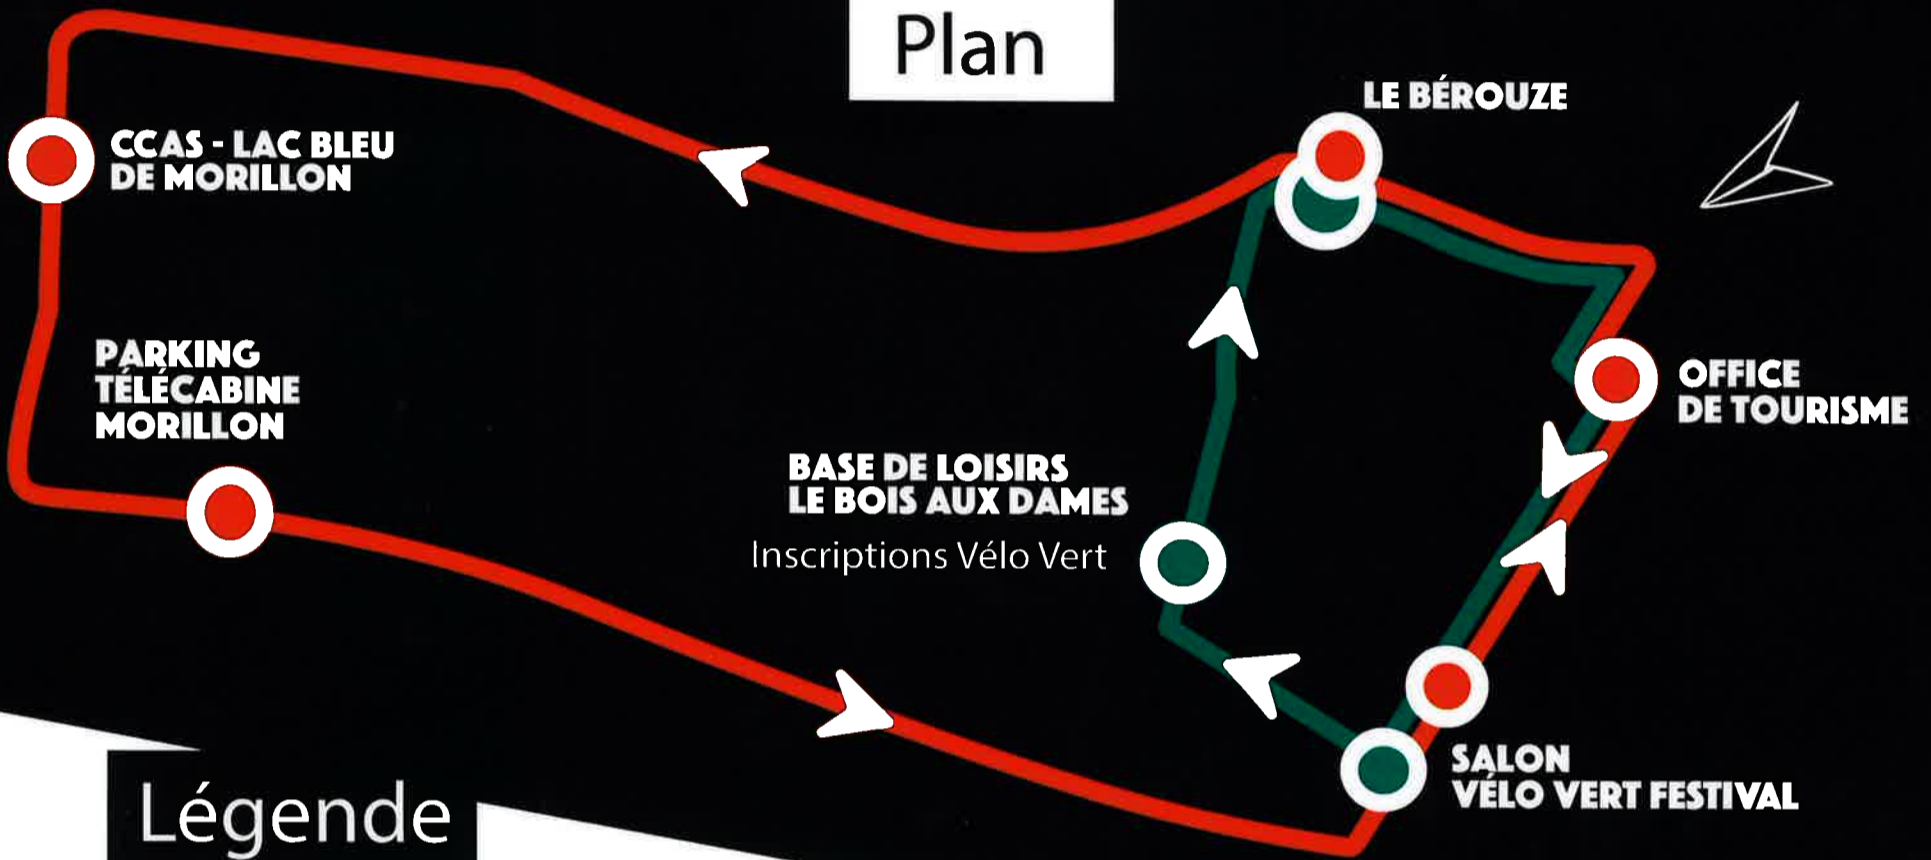 Plan
LE BÉROUZE
CCAS - LAC BLEU
DE MORILLON
PARKING
TÉLÉCABINE
MORILLON
OFFICE
DE TOURISME
BASE DE LOISIRS
LE BOIS AUX DAMES
Inscriptions Vélo Vert
SALON
VÉLO VERT FESTIVAL
Légende